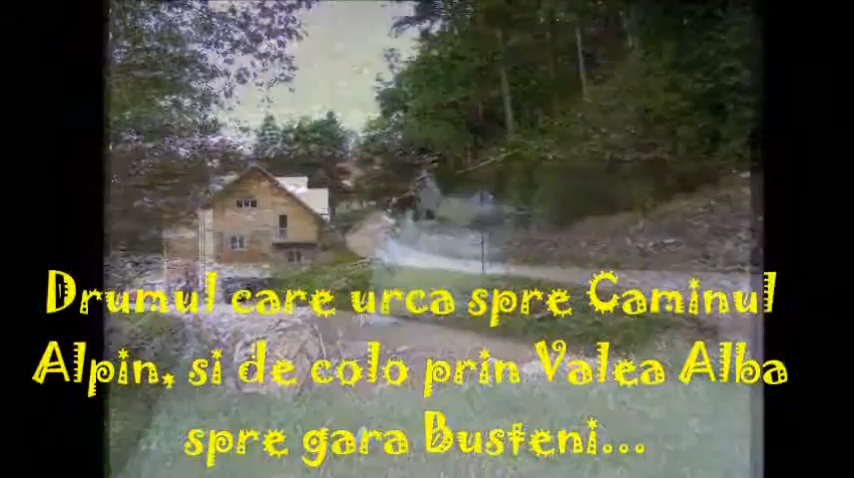 Drumul care urca spre Caminul
Alpin, si de colo prin Valea Alba
spre gara Busteni...